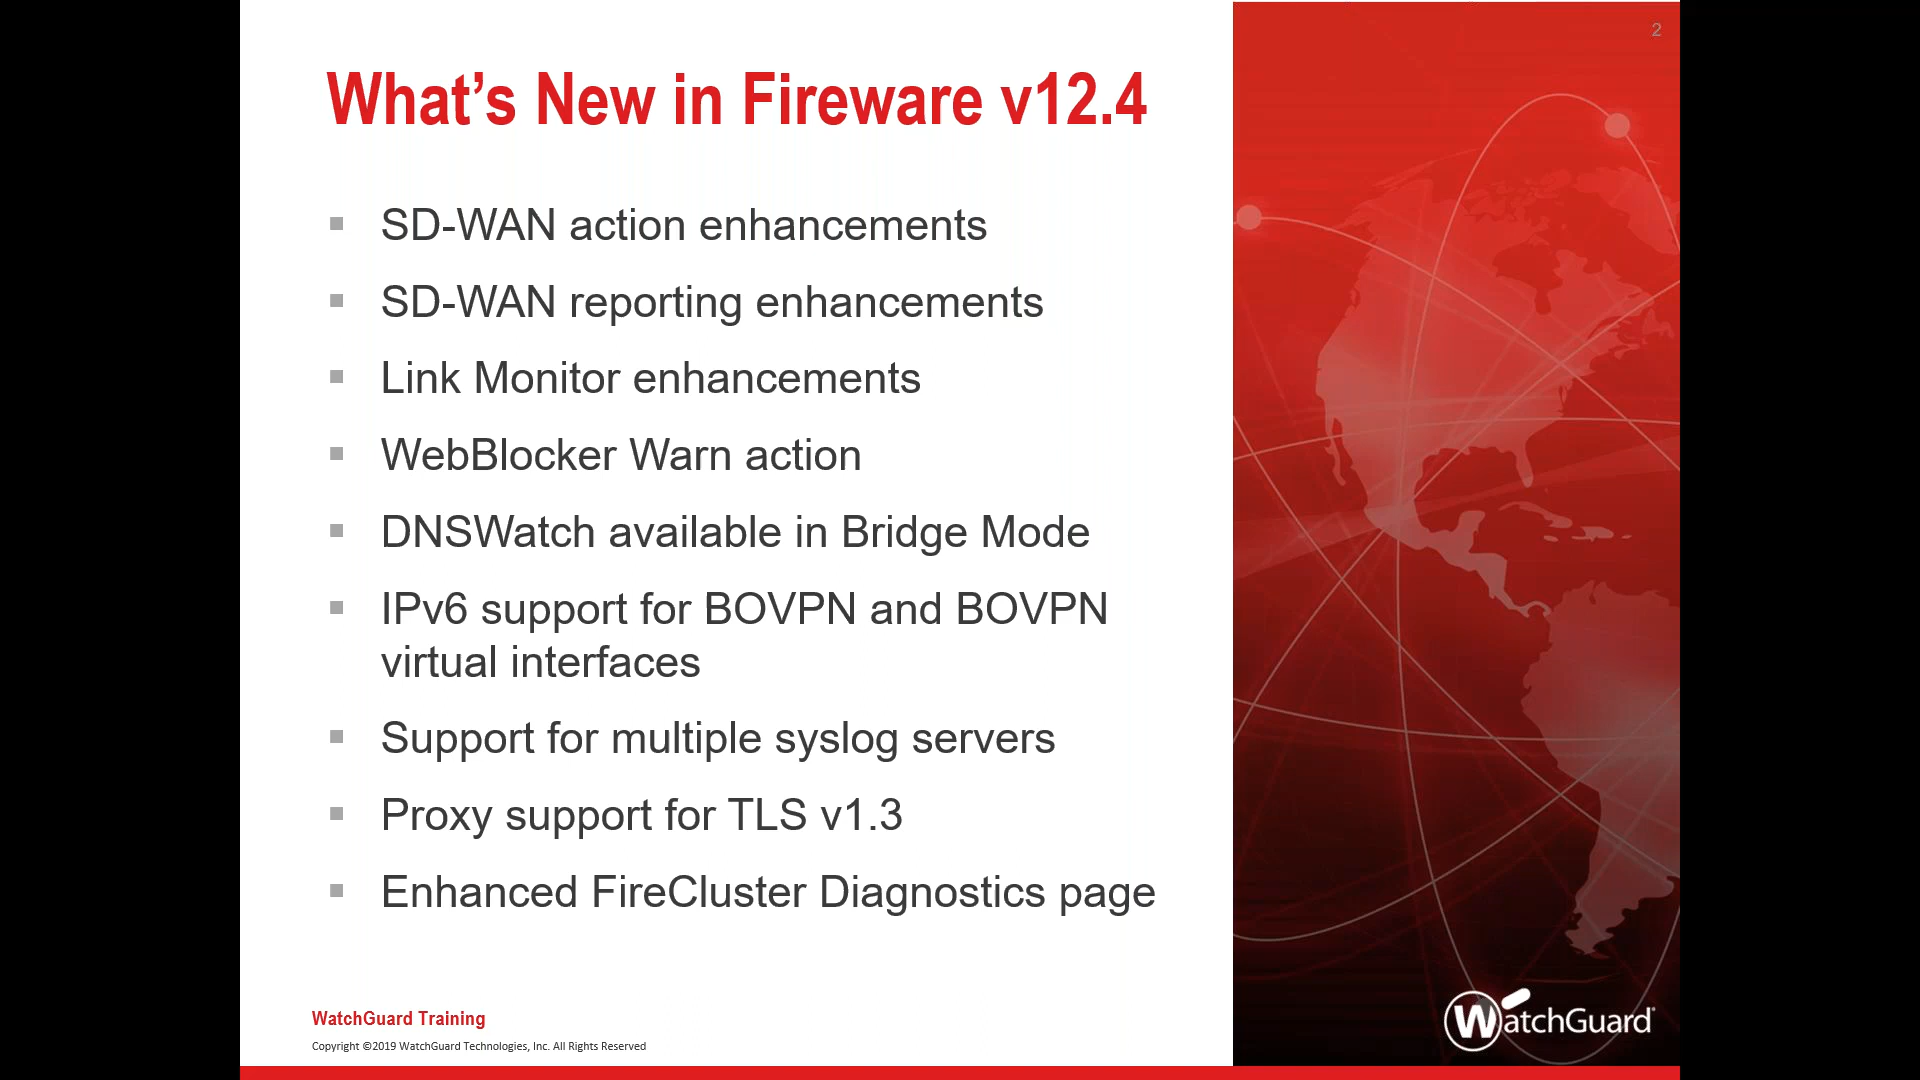 2
What’s New in Fireware v12.4
▪ SD-WAN action enhancements
▪ SD-WAN reporting enhancements
▪ Link Monitor enhancements
▪ WebBlocker Warn action
▪ DNSWatch available in Bridge Mode
▪ IPv6 support for BOVPN and BOVPN
virtual interfaces
▪ Support for multiple syslog servers
▪ Proxy support for TLS v1.3
▪ Enhanced FireCluster Diagnostics page
WatchGuard Training
Copyright ©2019 WatchGuard Technologies, Inc. All Rights Reserved
WatchGuard®